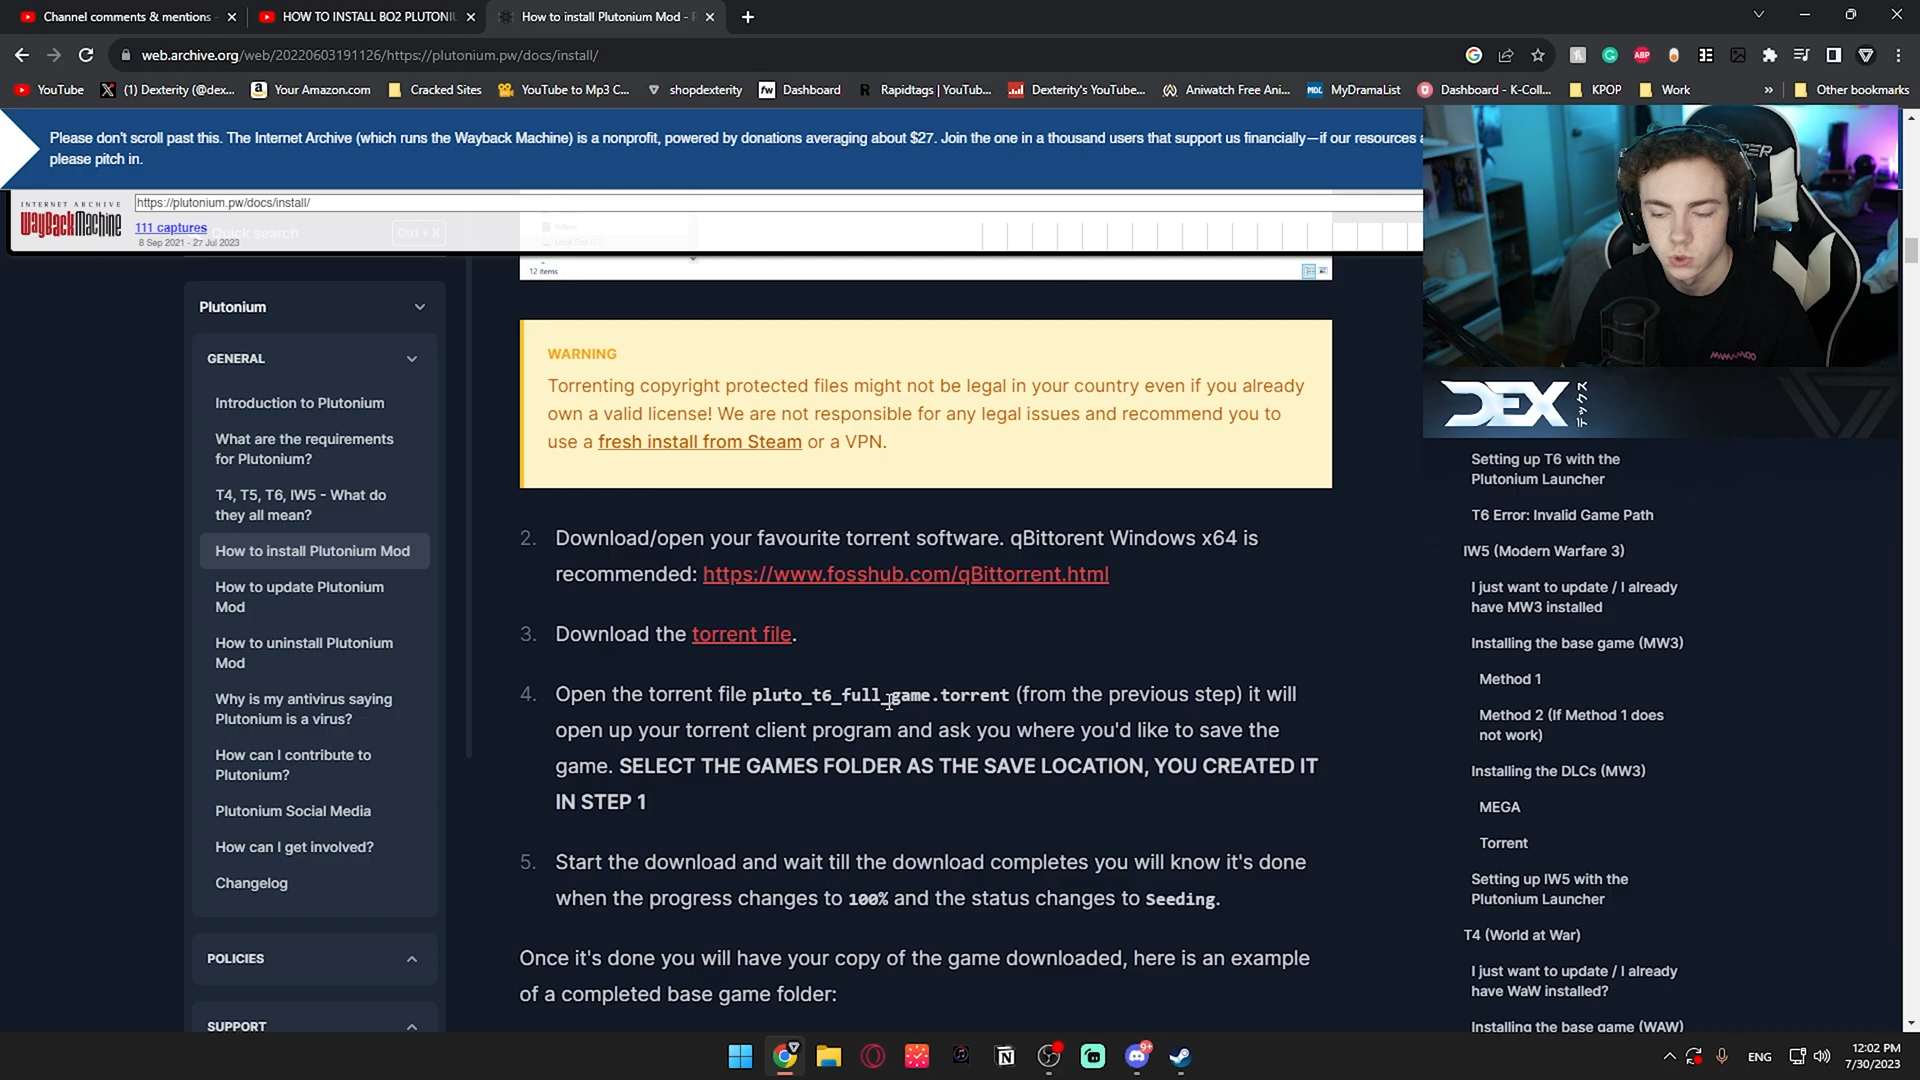 Channel comments & mentions
HOW TO INSTALL BO2 PLUTONIU
How to install Plutonium Mod - P
web.archive.org/web/20220603191126/https://plutonium.pw/docs/install/
YouTube
(1) Dexterity (@dex...
Your Amazon.com
Cracked Sites
YouTube to Mp3 C...
shopdexterity
fw Dashboard
Rapidtags | YouTub...
Dexterity's YouTube...
Aniwatch Free Ani...
MDL MyDramaList
Dashboard - K-Coll...
KPOP
Work
»
Other bookmarks
ABP
Please don't scroll past this. The Internet Archive (which runs the Wayback Machine) is a nonprofit, powered by donations averaging about $27. Join the one in a thousand users that support us financially—if our resources a
please pitch in.
INTERNET ARCHIVE
WayBackMachine
https://plutonium.pw/docs/install/
111 captures
8 Sep 2021 - 27 Jul 2023
Quick search
Ctrl + K
12 items
Plutonium
GENERAL
Introduction to Plutonium
What are the requirements
for Plutonium?
T4, T5, T6, IW5 - What do
they all mean?
How to install Plutonium Mod
How to update Plutonium
Mod
How to uninstall Plutonium
Mod
Why is my antivirus saying
Plutonium is a virus?
How can I contribute to
Plutonium?
Plutonium Social Media
How can I get involved?
Changelog
POLICIES
SUPPORT
WARNING
Torrenting copyright protected files might not be legal in your country even if you already
own a valid license! We are not responsible for any legal issues and recommend you to
use a fresh install from Steam or a VPN.
2. Download/open your favourite torrent software. qBittorent Windows x64 is
recommended: https://www.fosshub.com/qBittorrent.html
3. Download the torrent file.
4. Open the torrent file pluto_t6_full_game.torrent (from the previous step) it will
open up your torrent client program and ask you where you'd like to save the
game. SELECT THE GAMES FOLDER AS THE SAVE LOCATION, YOU CREATED IT
IN STEP 1
5. Start the download and wait till the download completes you will know it's done
when the progress changes to 100% and the status changes to Seeding.
Once it's done you will have your copy of the game downloaded, here is an example
of a completed base game folder:
DEX
デックス
Setting up T6 with the
Plutonium Launcher
T6 Error: Invalid Game Path
IW5 (Modern Warfare 3)
I just want to update / I already
have MW3 installed
Installing the base game (MW3)
Method 1
Method 2 (If Method 1 does
not work)
Installing the DLCs (MW3)
MEGA
Torrent
Setting up IW5 with the
Plutonium Launcher
T4 (World at War)
I just want to update / I already
have WaW installed?
Installing the base game (WAW)
9+
ENG
12:02 PM
7/30/2023